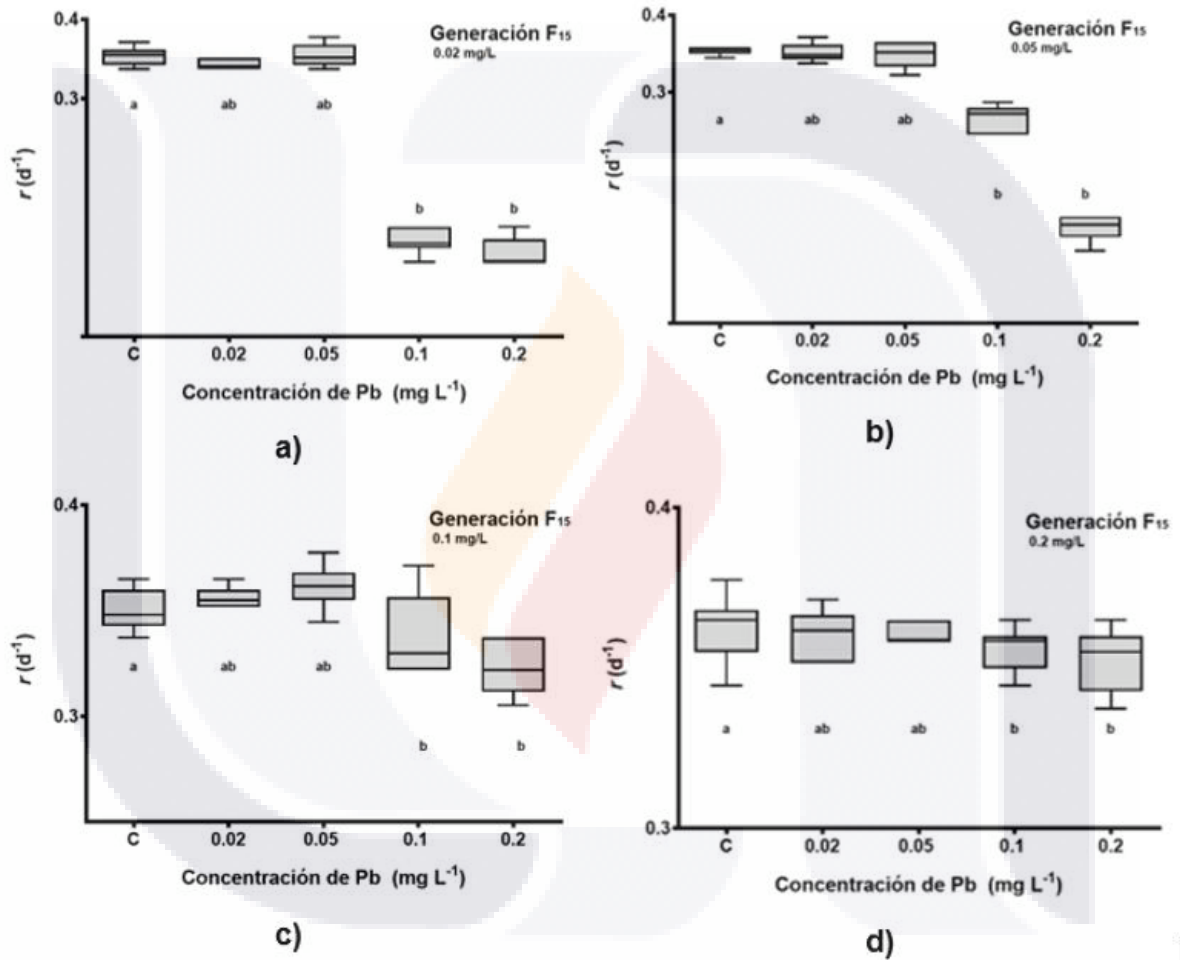 0.4
Generación F15
0.02 mg/L
0.3
a ab ab
b b
r (d-1)
C 0.02 0.05 0.1 0.2
Concentración de Pb (mg L-1)
a)
0.4
Generación F15
0.05 mg/L
0.3
a ab ab
b b
r (d-1)
C 0.02 0.05 0.1 0.2
Concentración de Pb (mg L-1)
b)
0.4
Generación F15
0.1 mg/L
r (d-1)
a ab ab
0.3
b b
C 0.02 0.05 0.1 0.2
Concentración de Pb (mg L-1)
c)
0.4
Generación F15
0.2 mg/L
r (d-1)
a ab ab b b
0.3
C 0.02 0.05 0.1 0.2
Concentración de Pb (mg L-1)
d)